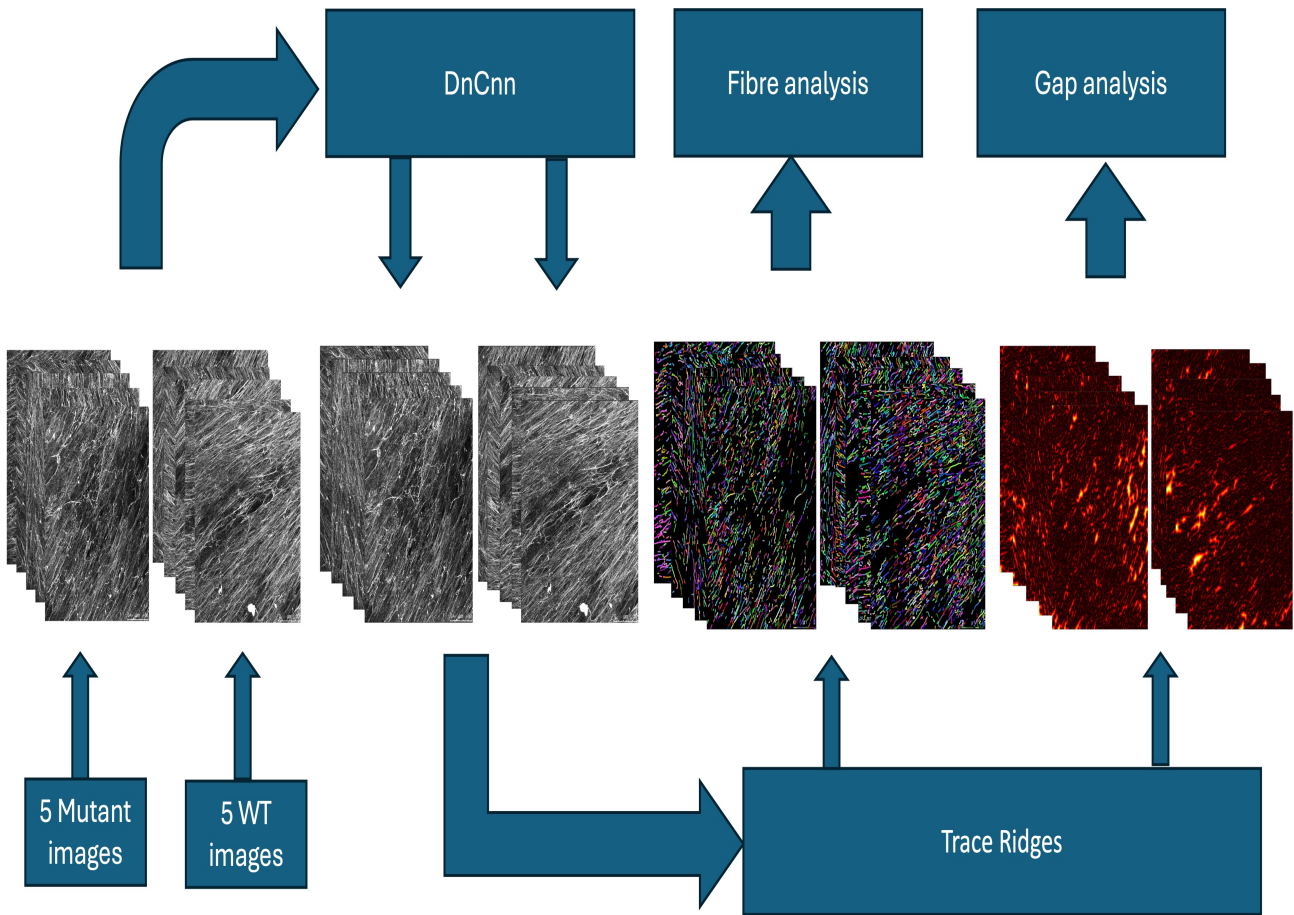 DnCnn
Fibre analysis
Gap analysis
5 Mutant
images
5 WT
images
Trace Ridges